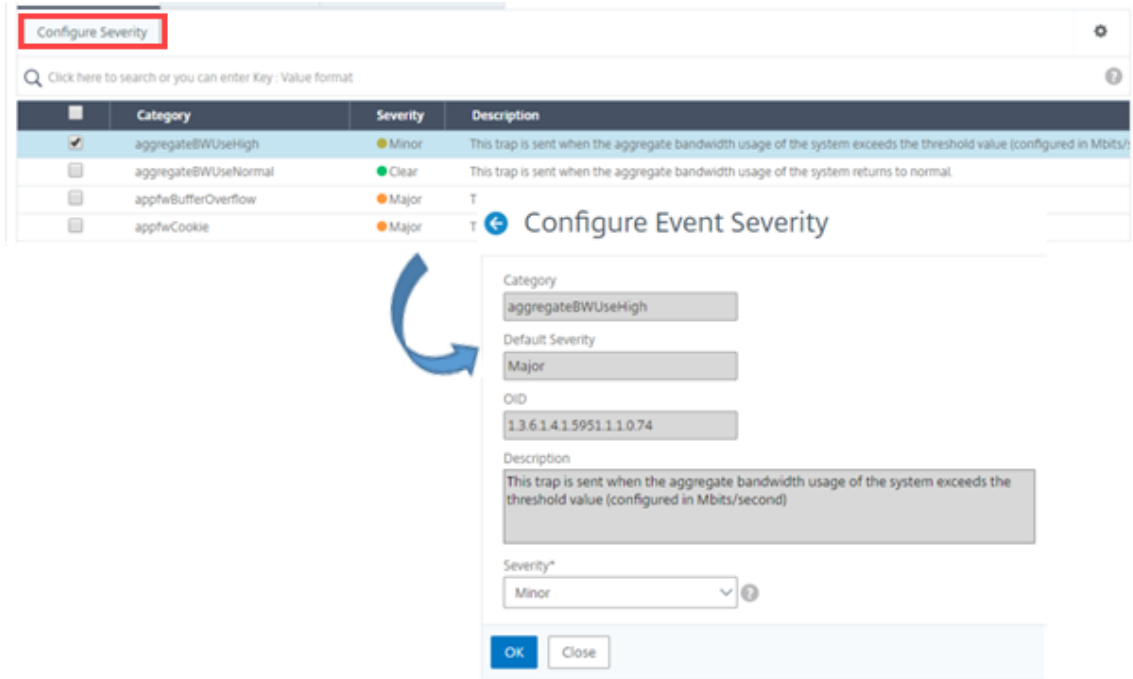 Configure Severity
Click here to search or you can enter Key : Value format
Category Severity Description
aggregateBWUseHigh Minor This trap is sent when the aggregate bandwidth usage of the system exceeds the threshold value (configured in Mbits/s
aggregateBWUseNormal Clear This trap is sent when the aggregate bandwidth usage of the system returns to normal.
appfwBufferOverflow Major T
appfwCookie Major T
Configure Event Severity
Category
aggregateBWUseHigh
Default Severity
Major
OID
1.3.6.1.4.1.5951.1.1.0.74
Description
This trap is sent when the aggregate bandwidth usage of the system exceeds the
threshold value (configured in Mbits/second)
Severity*
Minor
OK Close